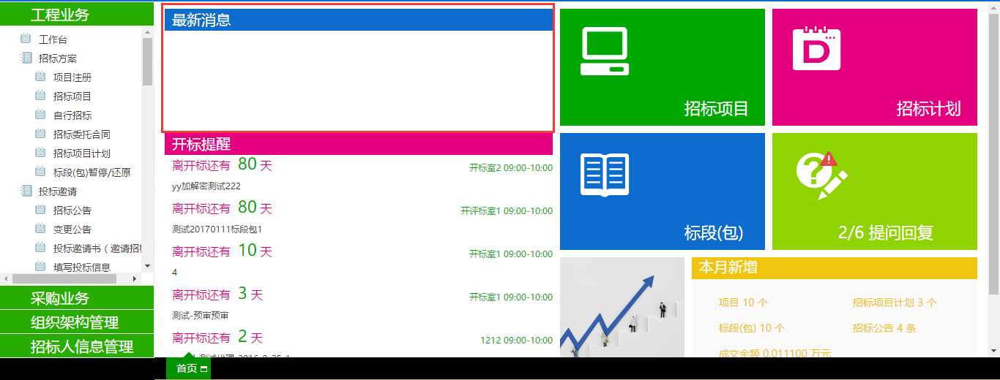 工程业务
工作台
招标方案
项目注册
招标项目
自行招标
招标委托合同
招标项目计划
标段(包)暂停/还原
投标邀请
招标公告
变更公告
投标邀请书（邀请招标
填写投标信息
采购业务
组织架构管理
招标人信息管理
最新消息
开标提醒
离开标还有 80 天
开标室2 09:00-10:00
yy加解密测试222
离开标还有 80 天
开评标室1 09:00-10:00
测试20170111标段包1
离开标还有 10 天
开标室1 09:00-10:00
4
离开标还有 3 天
开标室1 09:00-10:00
测试-预审预审
离开标还有 2 天
1212 09:00-10:00
招标项目
D
招标计划
标段(包)
2/6 提问回复
本月新增
项目 10 个
招标项目计划 3 个
标段(包) 10 个
招标公告 4 条
成交金额 0.011100 万元
首页